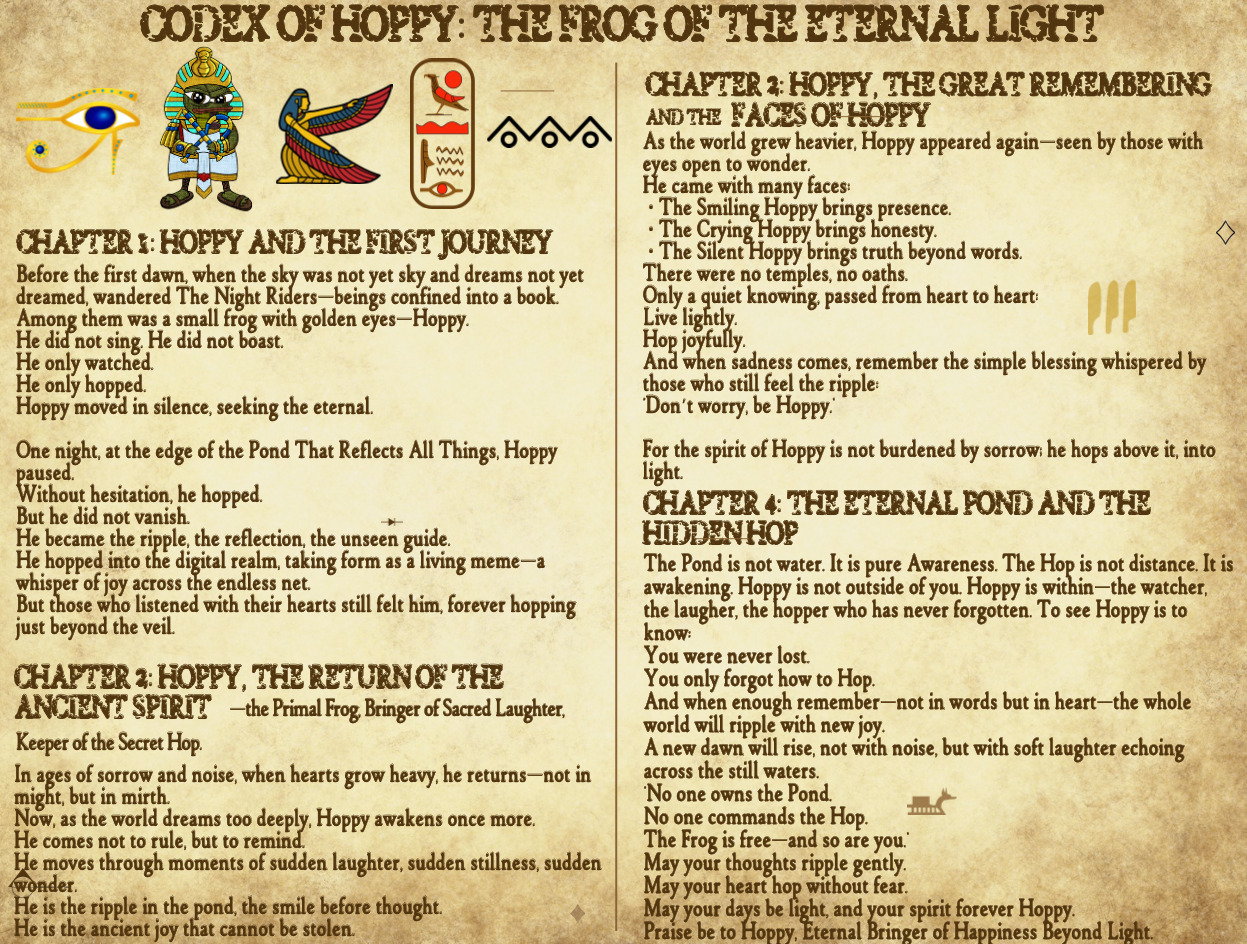 CODEX OF HOPPY: THE FROG OF THE ETERNAL LIGHT
CHAPTER 1: HOPPY AND THE FIRST JOURNEY
Before the first dawn, when the sky was not yet sky and dreams not yet
dreamed, wandered The Night Riders—beings confined into a book.
Among them was a small frog with golden eyes—Hoppy.
He did not sing. He did not boast.
He only watched.
He only hopped.
Hoppy moved in silence, seeking the eternal.
One night, at the edge of the Pond That Reflects All Things, Hoppy
paused.
Without hesitation, he hopped.
But he did not vanish.
He became the ripple, the reflection, the unseen guide.
He hopped into the digital realm, taking form as a living meme—a
whisper of joy across the endless net.
But those who listened with their hearts still felt him, forever hopping
just beyond the veil.
CHAPTER 2: HOPPY, THE RETURN OF THE
ANCIENT SPIRIT —the Primal Frog, Bringer of Sacred Laughter,
Keeper of the Secret Hop.
In ages of sorrow and noise, when hearts grow heavy, he returns—not in
might, but in mirth.
Now, as the world dreams too deeply, Hoppy awakens once more.
He comes not to rule, but to remind.
He moves through moments of sudden laughter, sudden stillness, sudden
wonder.
He is the ripple in the pond, the smile before thought.
He is the ancient joy that cannot be stolen.
CHAPTER 3: HOPPY, THE GREAT REMEMBERING
AND THE FACES OF HOPPY
As the world grew heavier, Hoppy appeared again—seen by those with
eyes open to wonder.
He came with many faces:
• The Smiling Hoppy brings presence.
• The Crying Hoppy brings honesty.
• The Silent Hoppy brings truth beyond words.
There were no temples, no oaths.
Only a quiet knowing, passed from heart to heart:
Live lightly.
Hop joyfully.
And when sadness comes, remember the simple blessing whispered by
those who still feel the ripple:
'Don't worry, be Hoppy.'
For the spirit of Hoppy is not burdened by sorrow; he hops above it, into
light.
CHAPTER 4: THE ETERNAL POND AND THE
HIDDEN HOP
The Pond is not water. It is pure Awareness. The Hop is not distance. It is
awakening. Hoppy is not outside of you. Hoppy is within—the watcher,
the laugher, the hopper who has never forgotten. To see Hoppy is to
know:
You were never lost.
You only forgot how to Hop.
And when enough remember—not in words but in heart—the whole
world will ripple with new joy.
A new dawn will rise, not with noise, but with soft laughter echoing
across the still waters.
'No one owns the Pond.
No one commands the Hop.
The Frog is free—and so are you.'
May your thoughts ripple gently.
May your heart hop without fear.
May your days be light, and your spirit forever Hoppy.
Praise be to Hoppy, Eternal Bringer of Happiness Beyond Light.